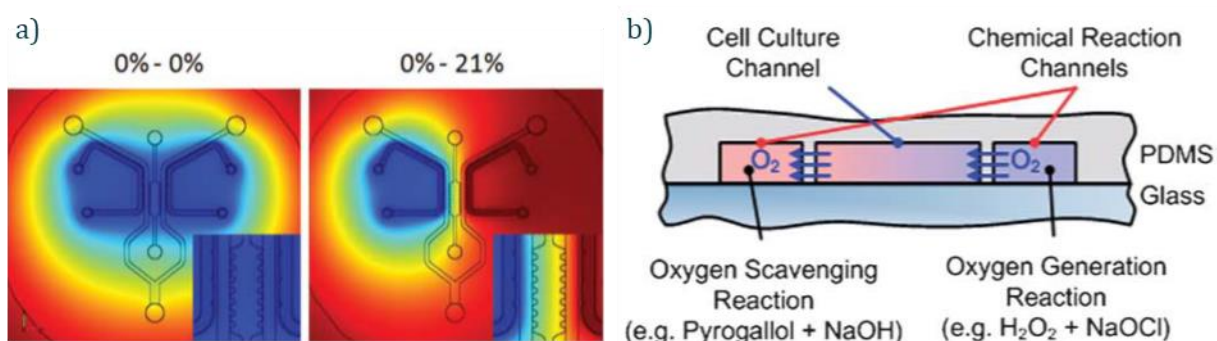 a)
0% - 0%
0% - 21%
b)
Cell Culture
Channel
Chemical Reaction
Channels
O₂
O₂
PDMS
Glass
Oxygen Scavenging
Reaction
(e.g. Pyrogallol + NaOH)
Oxygen Generation
Reaction
(e.g. H₂O₂ + NaOCl)